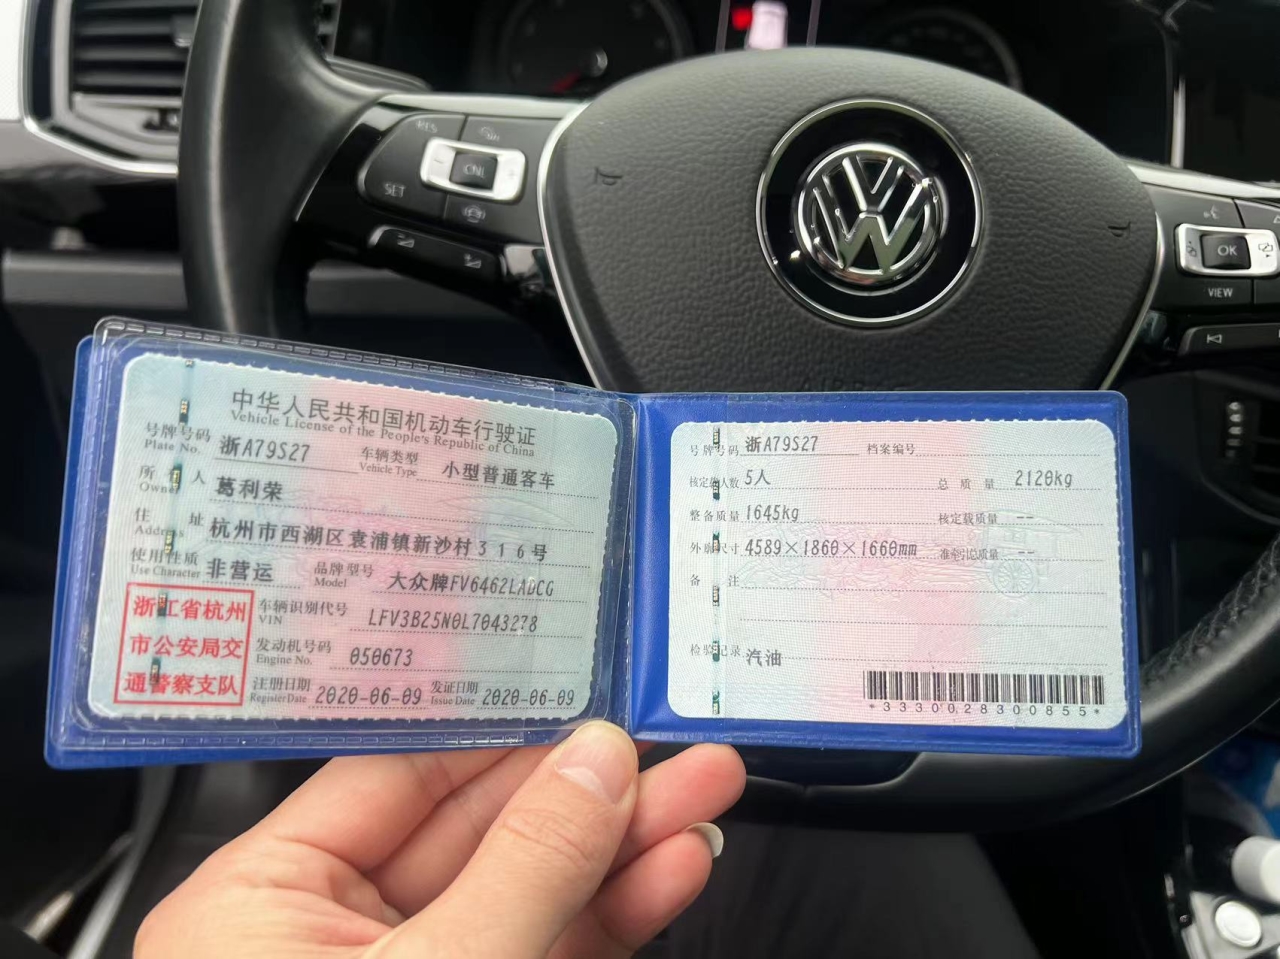 RES
CNL
SET
OK
VIEW
中华人民共和国机动车行驶证
Vehicle License of the People's Republic of China
号牌号码 浙A79S27 车辆类型 小型普通客车
Plate No. Vehicle Type
所有人 葛利荣
Owner
住址 杭州市西湖区袁浦镇新沙村316号
Address
使用性质 非营运 品牌型号 大众牌FV6462LADCG
Use Character Model
浙江省杭州
市公安局交
通警察支队
车辆识别代号 LFV3B25N0L7043278
VIN
发动机号码 050673
Engine No.
注册日期 2020-06-09 发证日期 2020-06-09
Register Date Issue Date
号牌号码 浙A79S27 档案编号
核定载人数 5人 总质量 2120kg
整备质量 1645kg 核定载质量 --
外廓尺寸 4589×1860×1660mm 准牵引总质量 --
备注
检验记录 汽油
*3330028300855*